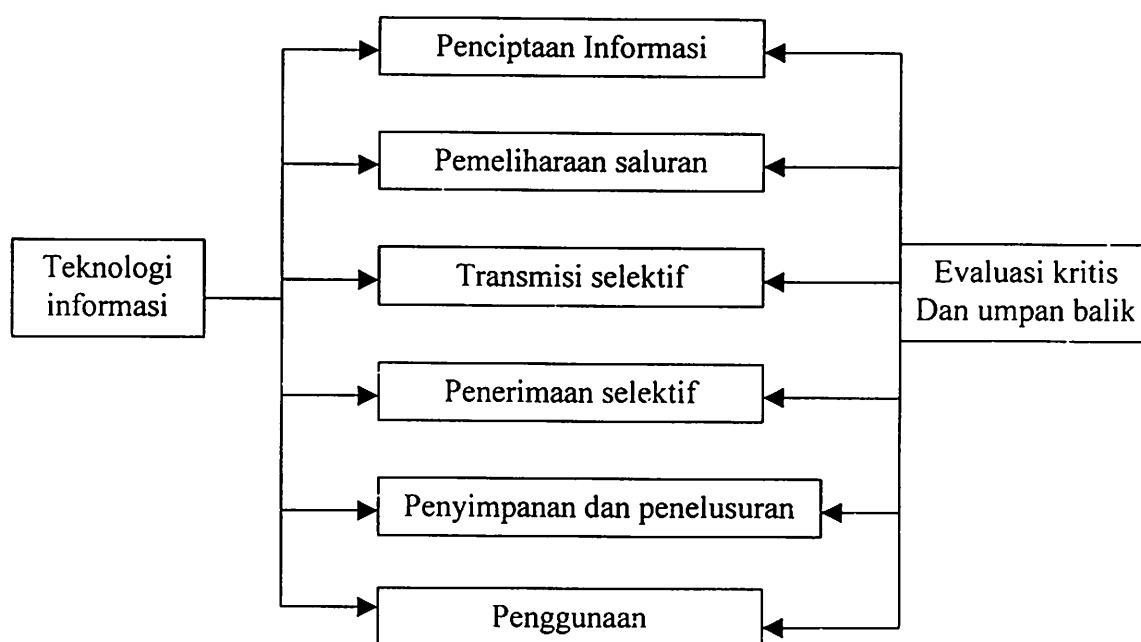 Penciptaan Informasi
Pemeliharaan saluran
Teknologi
informasi
Transmisi selektif
Evaluasi kritis
Dan umpan balik
Penerimaan selektif
Penyimpanan dan penelusuran
Penggunaan